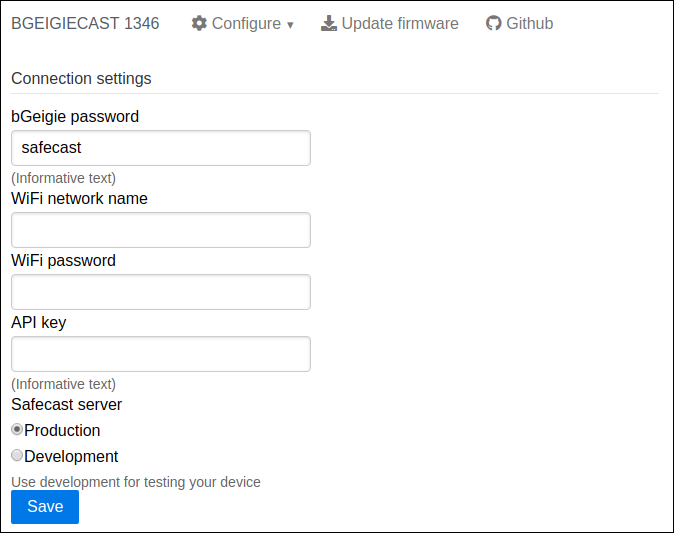 BGEIGIECAST 1346 Configure ▾ Update firmware Github
Connection settings
bGeigie password
safecast
(Informative text)
WiFi network name
WiFi password
API key
(Informative text)
Safecast server
Production
Development
Use development for testing your device
Save